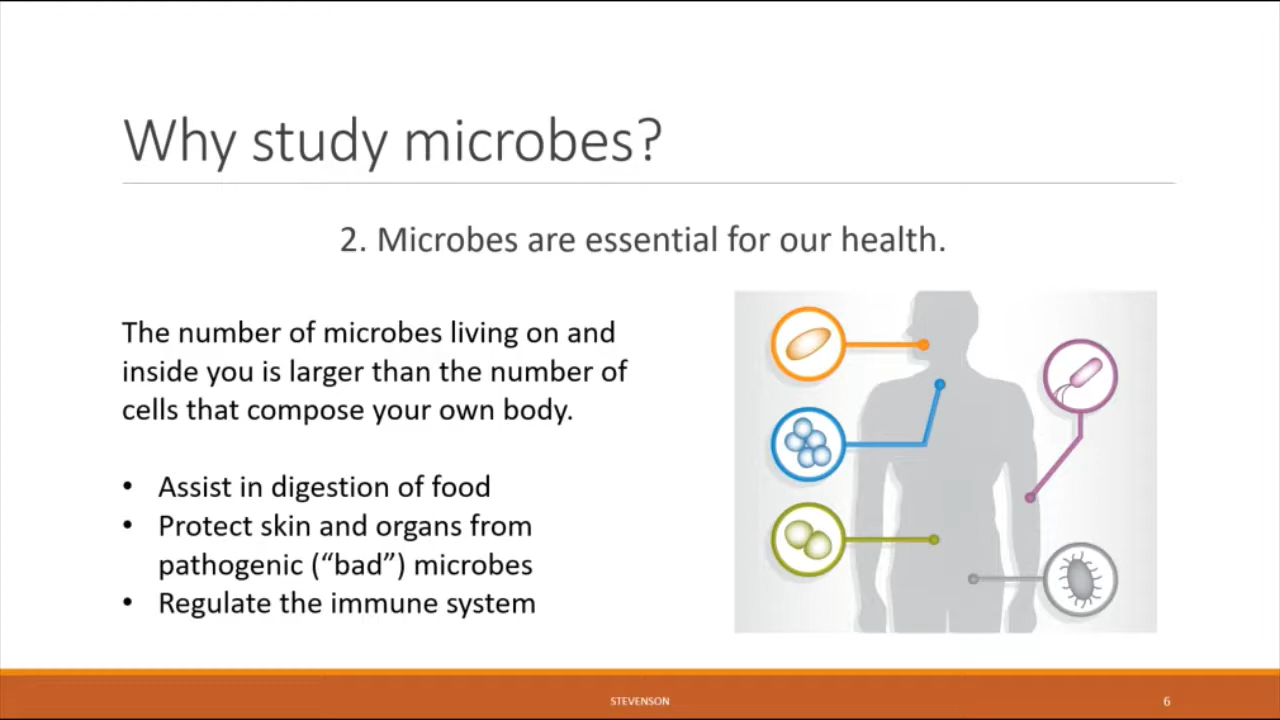 Why study microbes?
2. Microbes are essential for our health.
The number of microbes living on and
inside you is larger than the number of
cells that compose your own body.
• Assist in digestion of food
• Protect skin and organs from
pathogenic (“bad”) microbes
• Regulate the immune system
STEVENSON
6